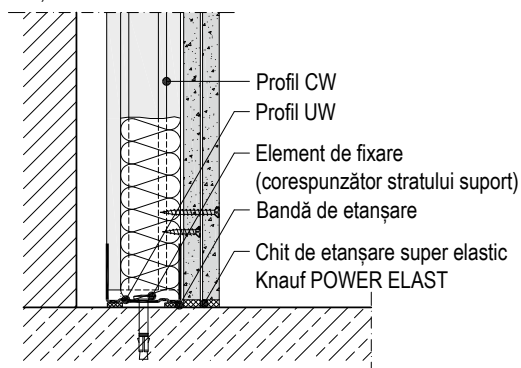 Profil CW
Profil UW
Element de fixare
(corespunzător stratului suport)
Bandă de etanșare
Chit de etanșare super elastic
Knauf POWER ELAST